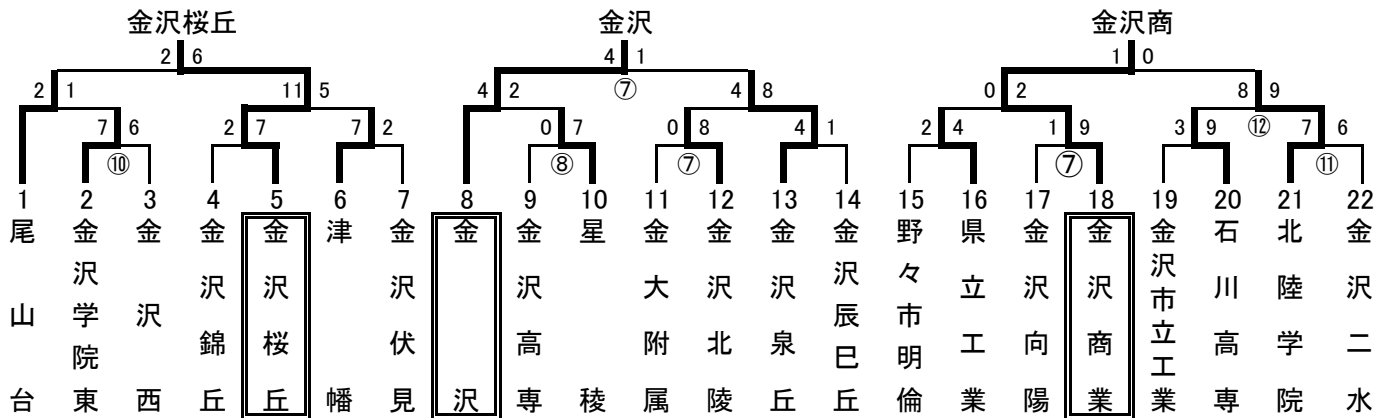 金沢桜丘 金沢 金沢商
2 6 4 1 1 0
2 1 11 5 4 2 ⑦ 4 8 0 2 8 9
7 6 2 7 7 2 0 7 0 8 4 1 2 4 1 9 3 9 ⑫ 7 6
⑩ ⑧ ⑦ ⑦ ⑪
1 2 3 4 5 6 7 8 9 10 11 12 13 14 15 16 17 18 19 20 21 22
尾山台
金沢学院東
金沢西
金沢錦丘
金沢桜丘
津幡
金沢伏見
金沢
金沢高専
星稜
金大附属
金沢北陵
金沢泉丘
金沢辰巳丘
野々市明倫
県立工業
金沢向陽
金沢商業
金沢市立工業
石川高専
北陸学院
金沢二水